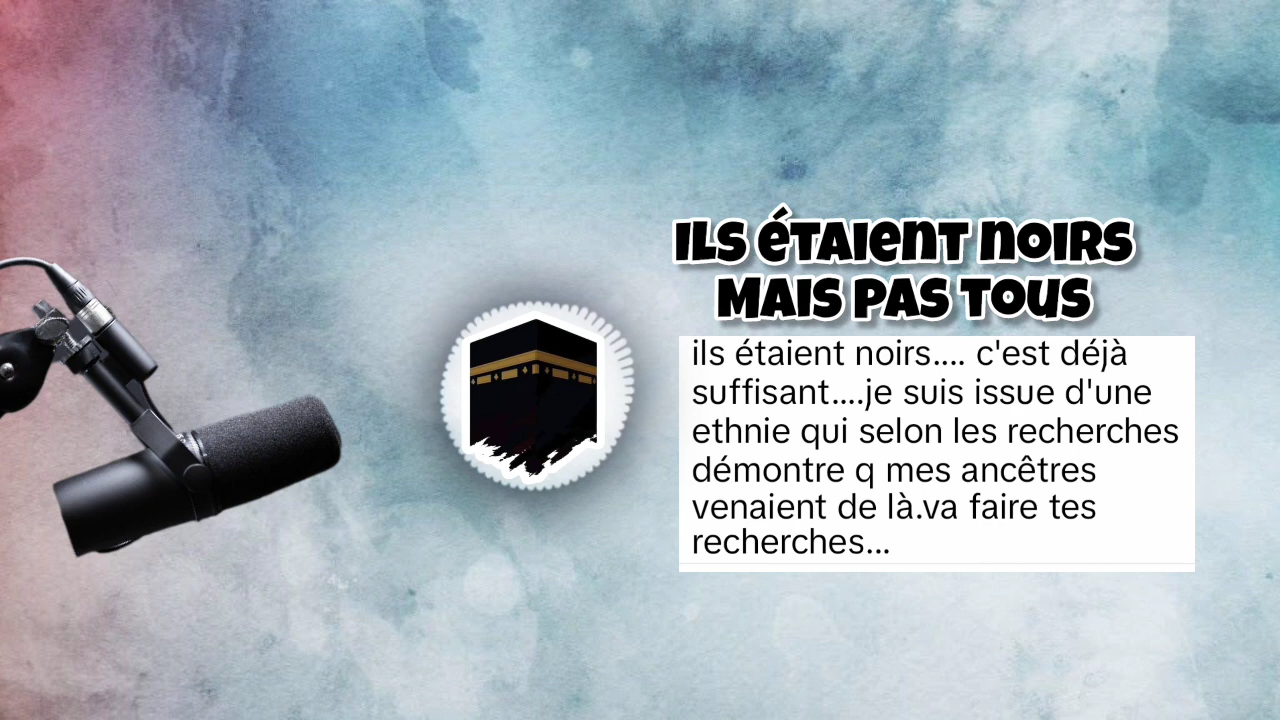 ILS ÉTAIENT NOIRS
MAIS PAS TOUS
ils étaient noirs.... c'est déjà
suffisant....je suis issue d'une
ethnie qui selon les recherches
démontre q mes ancêtres
venaient de là.va faire tes
recherches...